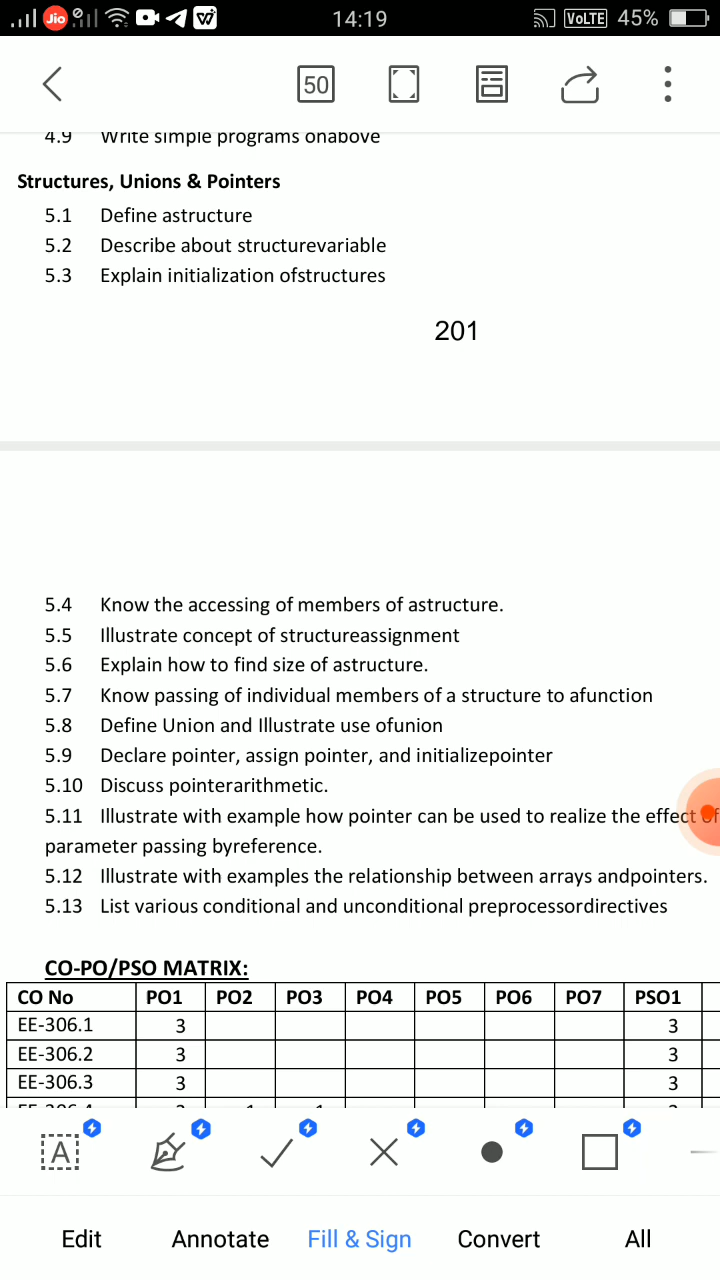 Jio
14:19
VoLTE 45%
50
4.9 Write simple programs onabove
Structures, Unions & Pointers
5.1 Define astructure
5.2 Describe about structurevariable
5.3 Explain initialization ofstructures
201
5.4 Know the accessing of members of astructure.
5.5 Illustrate concept of structureassignment
5.6 Explain how to find size of astructure.
5.7 Know passing of individual members of a structure to afunction
5.8 Define Union and Illustrate use ofunion
5.9 Declare pointer, assign pointer, and initializepointer
5.10 Discuss pointerarithmetic.
5.11 Illustrate with example how pointer can be used to realize the effect of
parameter passing byreference.
5.12 Illustrate with examples the relationship between arrays andpointers.
5.13 List various conditional and unconditional preprocessordirectives
CO-PO/PSO MATRIX:
CO No PO1 PO2 PO3 PO4 PO5 PO6 PO7 PSO1
EE-306.1 3 3
EE-306.2 3 3
EE-306.3 3 3
A
Edit Annotate Fill & Sign Convert All